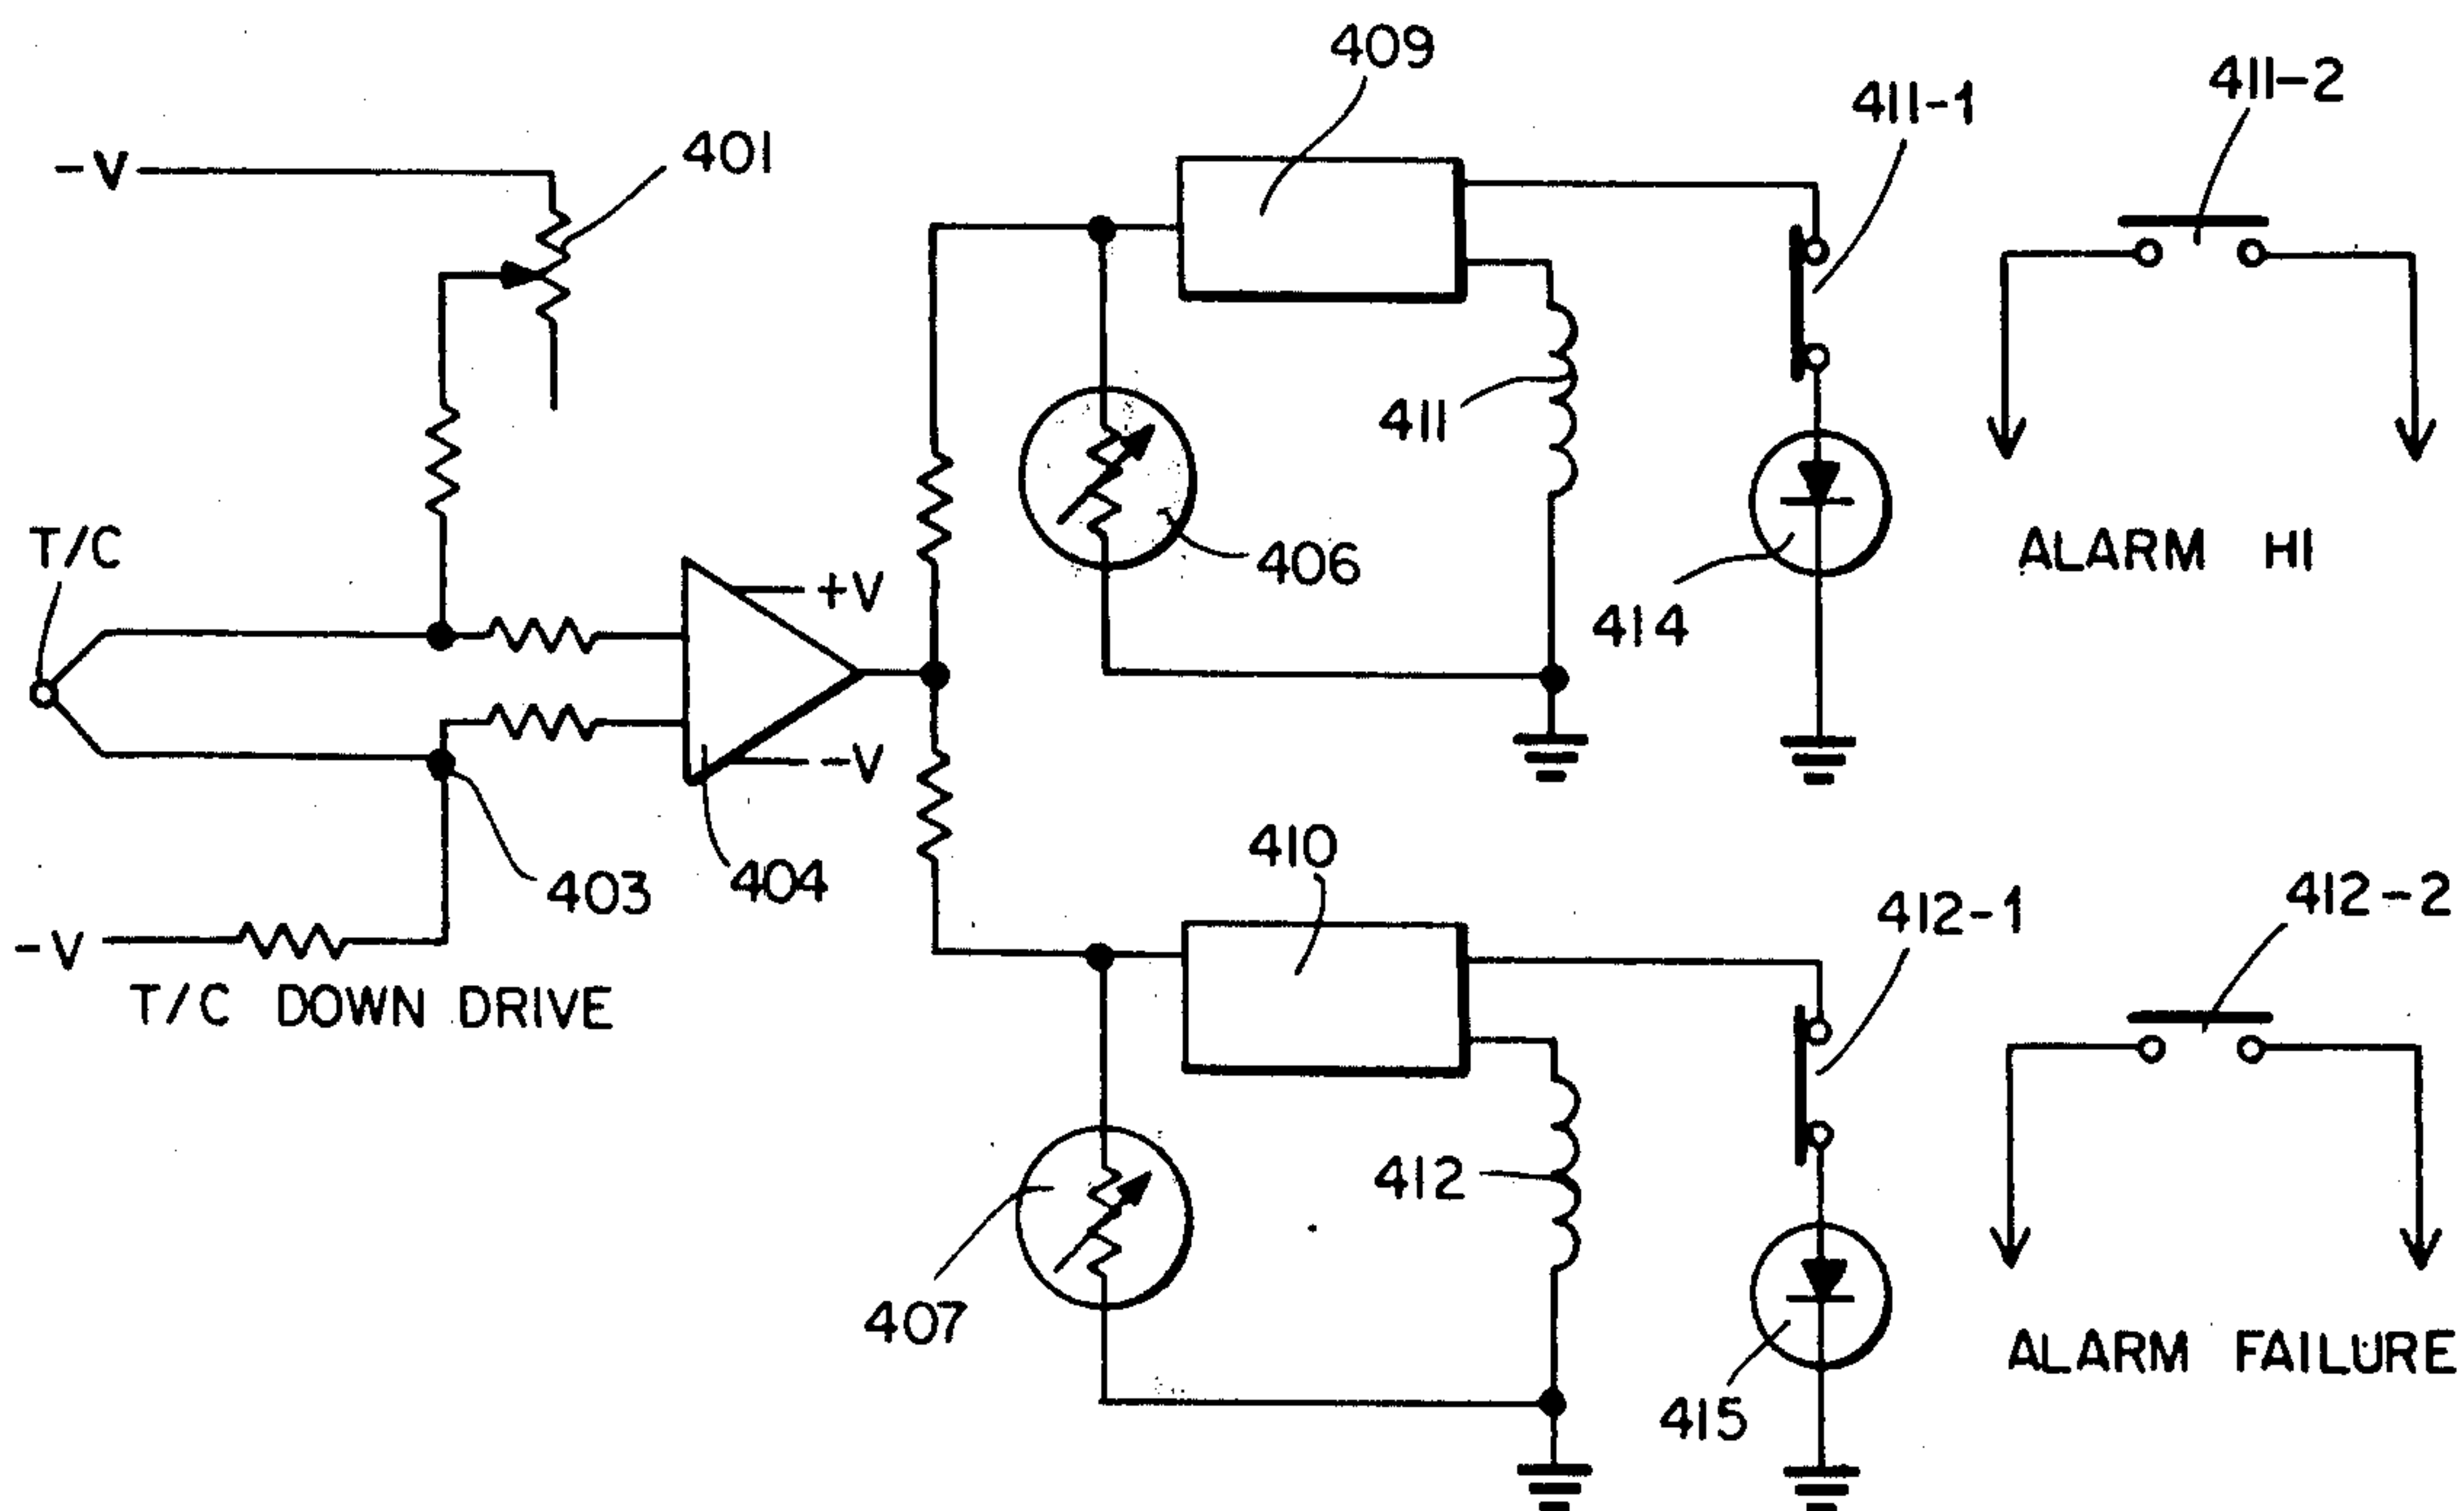 409
411-2
411-1
401
-V
411
T/C
406
ALARM HI
+V
414
-V
410
403
404
412-1
412-2
-V
T/C DOWN DRIVE
412
407
415
ALARM FAILURE